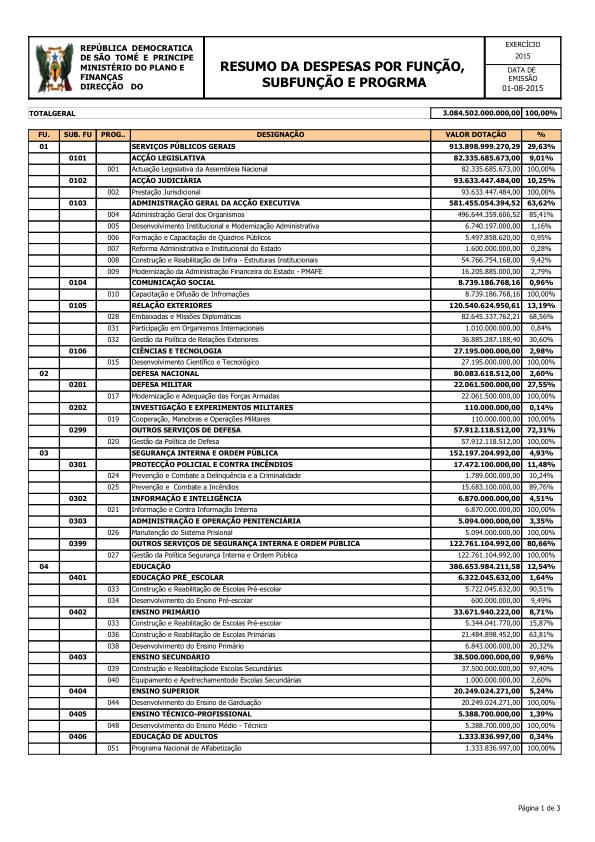 REPÚBLICA DEMOCRATICA
DE SÃO TOMÉ E PRINCIPE
MINISTÉRIO DO PLANO E
FINANÇAS
DIRECÇÃO DO
RESUMO DA DESPESAS POR FUNÇÃO,
SUBFUNÇÃO E PROGRMA
EXERCÍCIO
2015
DATA DE
EMISSÃO
01-08-2015
TOTALGERAL 3.084.502.000.000,00 100,00%
FU. SUB. FU PROG.. DESIGNAÇÃO VALOR DOTAÇÃO %
01 SERVIÇOS PÚBLICOS GERAIS 913.898.999.270,29 29,63%
0101 ACÇÃO LEGISLATIVA 82.335.685.673,00 9,01%
001 Actuação Legislativa da Assembleia Nacional 82.335.685.673,00 100,00%
0102 ACÇÃO JUDICIÁRIA 93.633.447.484,00 10,25%
002 Prestação Jurisdicional 93.633.447.484,00 100,00%
0103 ADMINISTRAÇÃO GERAL DA ACÇÃO EXECUTIVA 581.455.054.394,52 63,62%
004 Administração Geral dos Organismos 496.644.359.606,52 85,41%
005 Desenvolvimento Institucional e Modernização Administrativa 6.740.197.000,00 1,16%
006 Formação e Capacitação de Quadros Públicos 5.497.858.620,00 0,95%
007 Reforma Administrativa e Institucional do Estado 1.600.000.000,00 0,28%
008 Construção e Reabilitação de Infra - Estruturas Institucionais 54.766.754.168,00 9,42%
009 Modernização da Administração Financeira do Estado - PMAFE 16.205.885.000,00 2,79%
0104 COMUNICAÇÃO SOCIAL 8.739.186.768,16 0,96%
010 Capacitação e Difusão de Infromações 8.739.186.768,16 100,00%
0105 RELAÇÃO EXTERIORES 120.540.624.950,61 13,19%
028 Embaixadas e Missões Diplomáticas 82.645.337.762,21 68,56%
031 Participação em Organismos Internacionais 1.010.000.000,00 0,84%
032 Gestão da Política de Relações Exteriores 36.885.287.188,40 30,60%
0106 CIÊNCIAS E TECNOLOGIA 27.195.000.000,00 2,98%
015 Desenvolvimento Científico e Tecnológico 27.195.000.000,00 100,00%
02 DEFESA NACIONAL 80.083.618.512,00 2,60%
0201 DEFESA MILITAR 22.061.500.000,00 27,55%
017 Modernização e Adequação das Forças Armadas 22.061.500.000,00 100,00%
0202 INVESTIGAÇÃO E EXPERIMENTOS MILITARES 110.000.000,00 0,14%
019 Cooperação, Manobras e Operações Militares 110.000.000,00 100,00%
0299 OUTROS SERVIÇOS DE DEFESA 57.912.118.512,00 72,31%
020 Gestão da Política de Defesa 57.912.118.512,00 100,00%
03 SEGURANÇA INTERNA E ORDEM PÚBLICA 152.197.204.992,00 4,93%
0301 PROTECÇÃO POLICIAL E CONTRA INCÊNDIOS 17.472.100.000,00 11,48%
024 Prevenção e Combate a Delinquência e a Criminalidade 1.789.000.000,00 10,24%
025 Prevenção e Combate a Incêndios 15.683.100.000,00 89,76%
0302 INFORMAÇÃO E INTELIGÊNCIA 6.870.000.000,00 4,51%
021 Informação e Contra Informação Interna 6.870.000.000,00 100,00%
0303 ADMINISTRAÇÃO E OPERAÇÃO PENITENCIÁRIA 5.094.000.000,00 3,35%
026 Manutenção do Sistema Prisional 5.094.000.000,00 100,00%
0399 OUTROS SERVIÇOS DE SEGURANÇA INTERNA E ORDEM PÚBLICA 122.761.104.992,00 80,66%
027 Gestão da Política Segurança Interna e Ordem Pública 122.761.104.992,00 100,00%
04 EDUCAÇÃO 386.653.984.211,58 12,54%
0401 EDUCAÇÃO PRÉ_ESCOLAR 6.322.045.632,00 1,64%
033 Construção e Reabilitação de Escolas Pré-escolar 5.722.045.632,00 90,51%
034 Desenvolvimento do Ensino Pré-escolar 600.000.000,00 9,49%
0402 ENSINO PRIMÁRIO 33.671.940.222,00 8,71%
033 Construção e Reabilitação de Escolas Pré-escolar 5.344.041.770,00 15,87%
036 Construção e Reabilitação de Escolas Primárias 21.484.898.452,00 63,81%
038 Desenvolvimento do Ensino Primário 6.843.000.000,00 20,32%
0403 ENSINO SECUNDÁRIO 38.500.000.000,00 9,96%
039 Construção e Reabilitaçãode Escolas Secundárias 37.500.000.000,00 97,40%
040 Equipamento e Apetrechamentode Escolas Secundárias 1.000.000.000,00 2,60%
0404 ENSINO SUPERIOR 20.249.024.271,00 5,24%
044 Desenvolvimento do Ensino de Garduação 20.249.024.271,00 100,00%
0405 ENSINO TÉCNICO-PROFISSIONAL 5.388.700.000,00 1,39%
048 Desenvolvimento do Ensino Médio - Técnico 5.388.700.000,00 100,00%
0406 EDUCAÇÃO DE ADULTOS 1.333.836.997,00 0,34%
051 Programa Nacional de Alfabetização 1.333.836.997,00 100,00%
Página 1 de 3